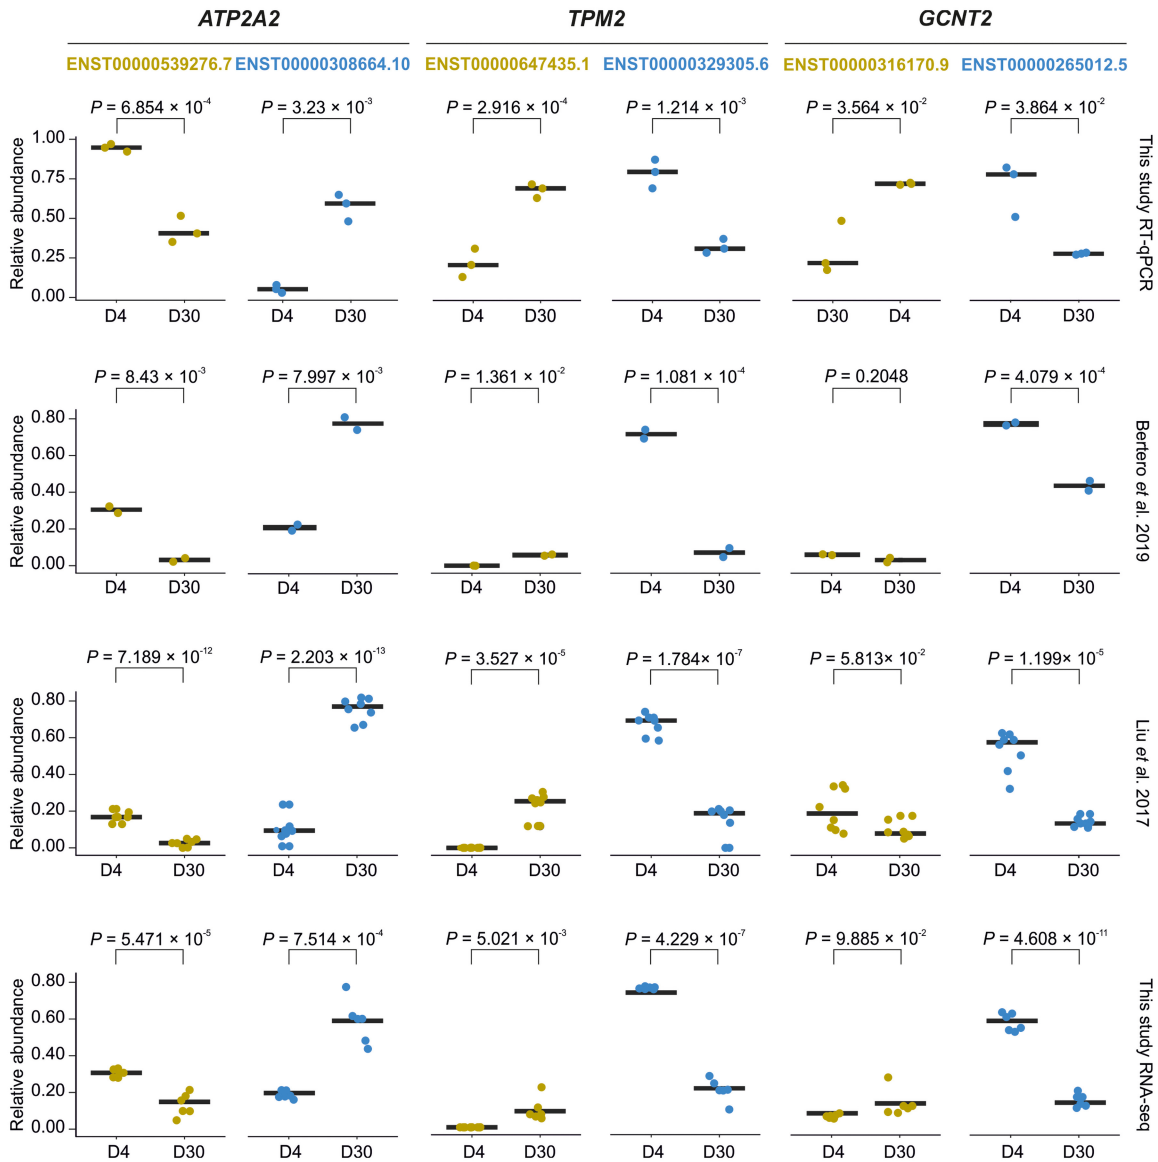 ATP2A2 TPM2 GCNT2
ENST00000539276.7 ENST00000308664.10 ENST00000647435.1 ENST00000329305.6 ENST00000316170.9 ENST00000265012.5
P = 6.854 × 10⁻⁴ P = 3.23 × 10⁻³ P = 2.916 × 10⁻⁴ P = 1.214 × 10⁻³ P = 3.564 × 10⁻² P = 3.864 × 10⁻²
Relative abundance
1.00
0.75
0.50
0.25
0.00
D4 D30 D4 D30 D4 D30 D4 D30 D30 D4 D4 D30
This study RT-qPCR
P = 8.43 × 10⁻³ P = 7.997 × 10⁻³ P = 1.361 × 10⁻² P = 1.081 × 10⁻⁴ P = 0.2048 P = 4.079 × 10⁻⁴
Relative abundance
0.80
0.60
0.40
0.20
0.00
D4 D30 D4 D30 D4 D30 D4 D30 D4 D30 D4 D30
Bertero et al. 2019
P = 7.189 × 10⁻¹² P = 2.203 × 10⁻¹³ P = 3.527 × 10⁻⁵ P = 1.784× 10⁻⁷ P = 5.813× 10⁻² P = 1.199× 10⁻⁵
Relative abundance
0.80
0.60
0.40
0.20
0.00
D4 D30 D4 D30 D4 D30 D4 D30 D4 D30 D4 D30
Liu et al. 2017
P = 5.471 × 10⁻⁵ P = 7.514 × 10⁻⁴ P = 5.021 × 10⁻³ P = 4.229 × 10⁻⁷ P = 9.885 × 10⁻² P = 4.608 × 10⁻¹¹
Relative abundance
0.80
0.60
0.40
0.20
0.00
D4 D30 D4 D30 D4 D30 D4 D30 D4 D30 D4 D30
This study RNA-seq